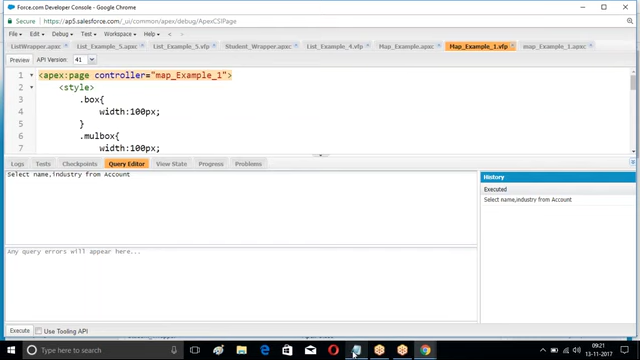 Force.com Developer Console - Google Chrome
Secure https://ap5.salesforce.com/_ui/common/apex/debug/ApexCSIPage
File Edit Debug Test Workspace Help < >
ListWrapper.apxc List_Example_5.apxc List_Example_5.vfp Student_Wrapper.apxc List_Example_4.vfp Map_Example.apxc Map_Example_1.vfp map_Example_1.apxc
Preview API Version: 41
1 <apex:page controller="map_Example_1">
2 <style>
3 .box{
4 width:100px;
5 }
6 .mulbox{
7 width:100px;
Logs Tests Checkpoints Query Editor View State Progress Problems
Select name,industry from Account
History
Executed
Select name,industry from Account
Any query errors will appear here...
Execute Use Tooling API
Type here to search
09:21
13-11-2017